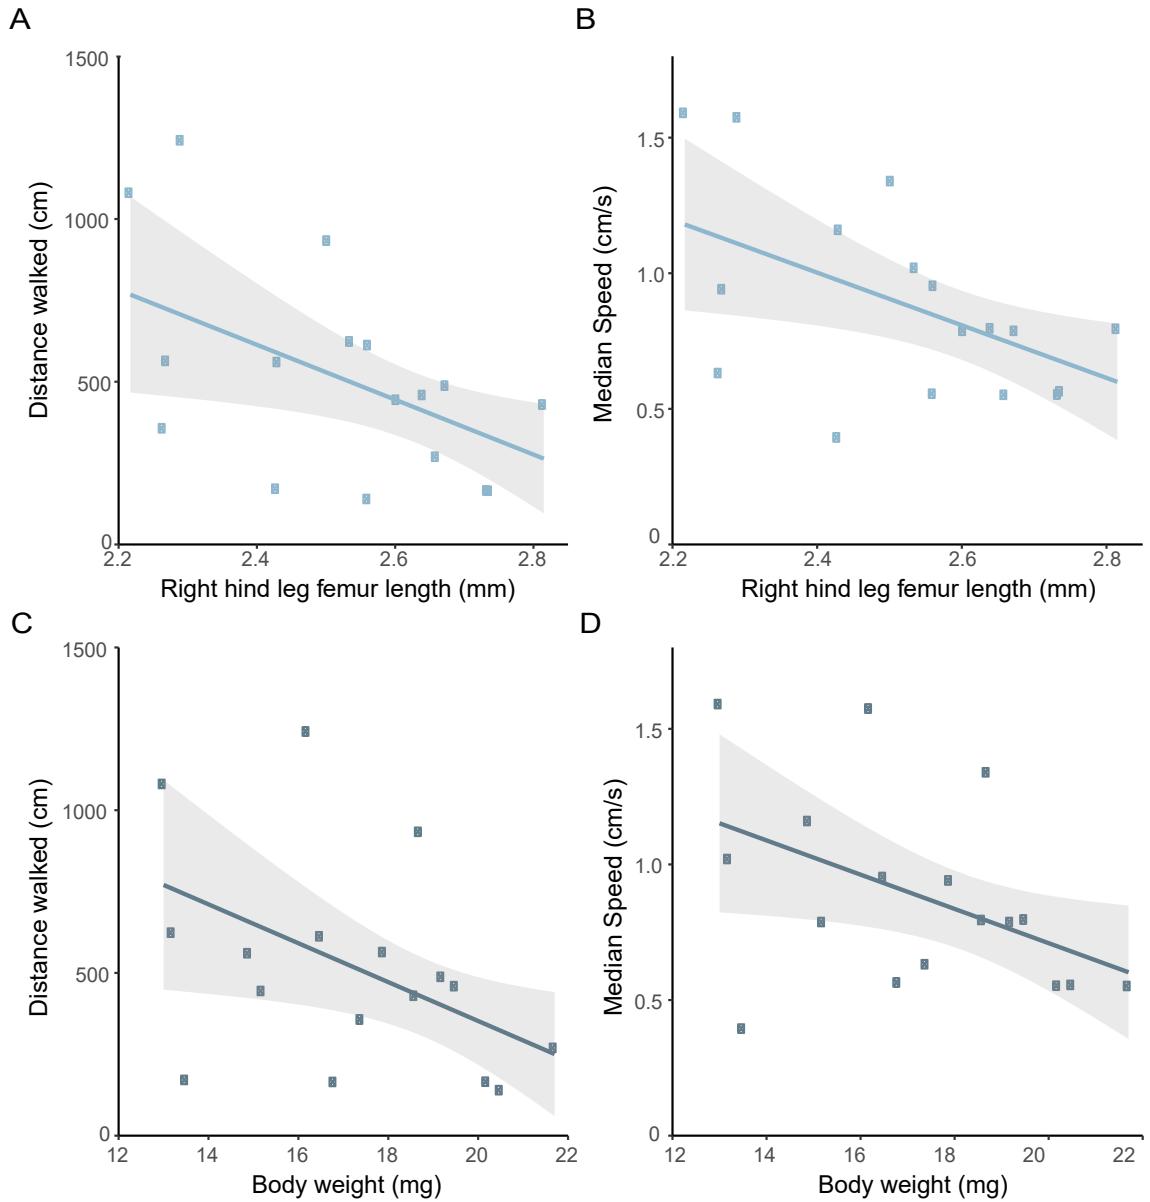 A
B
1500
1000
500
0
Distance walked (cm)
2.2 2.4 2.6 2.8
Right hind leg femur length (mm)
1.5
1.0
0.5
0
Median Speed (cm/s)
2.2 2.4 2.6 2.8
Right hind leg femur length (mm)
C
D
1500
1000
500
0
Distance walked (cm)
12 14 16 18 20 22
Body weight (mg)
1.5
1.0
0.5
0
Median Speed (cm/s)
12 14 16 18 20 22
Body weight (mg)